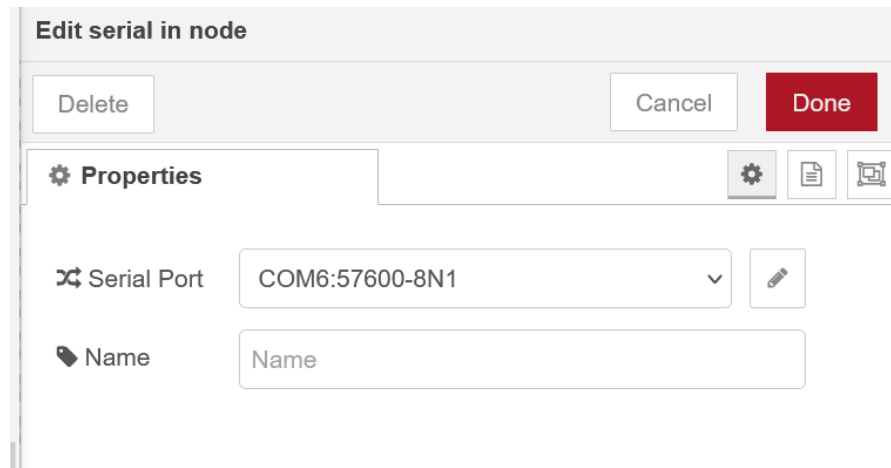 Edit serial in node
Delete Cancel Done
Properties
Serial Port COM6:57600-8N1
Name Name